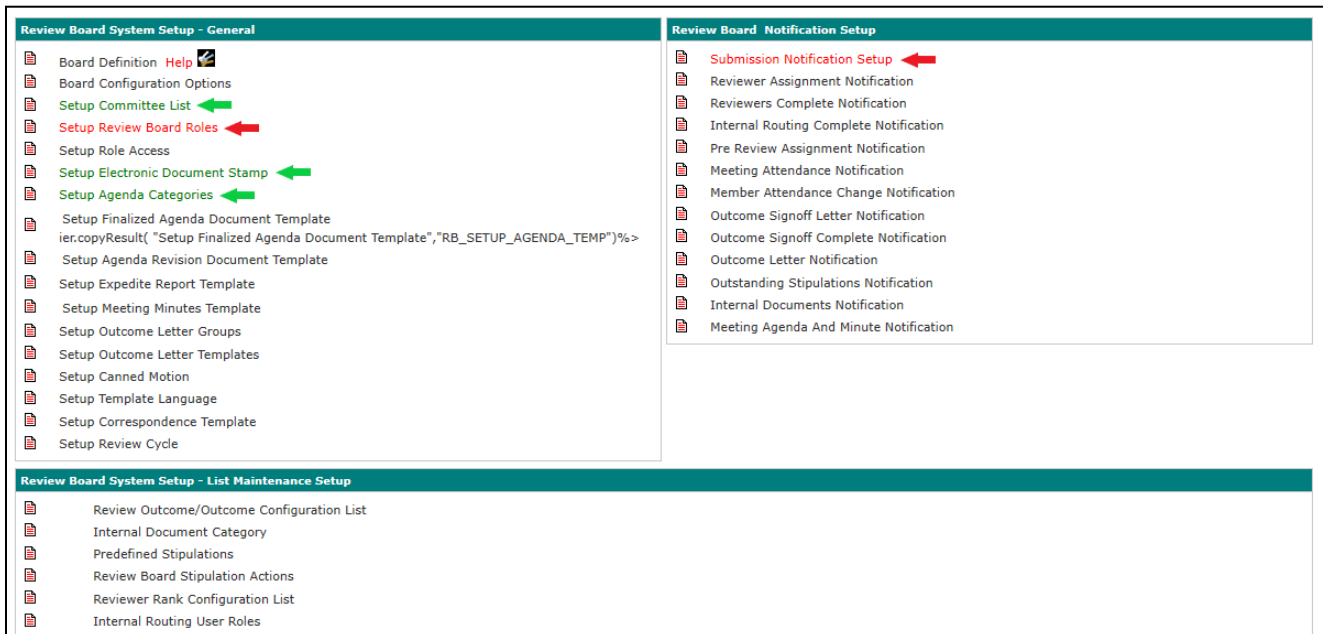 Review Board System Setup - General
Board Definition Help
Board Configuration Options
Setup Committee List
Setup Review Board Roles
Setup Role Access
Setup Electronic Document Stamp
Setup Agenda Categories
Setup Finalized Agenda Document Template
ier.copyResult( "Setup Finalized Agenda Document Template","RB_SETUP_AGENDA_TEMP")%>
Setup Agenda Revision Document Template
Setup Expedite Report Template
Setup Meeting Minutes Template
Setup Outcome Letter Groups
Setup Outcome Letter Templates
Setup Canned Motion
Setup Template Language
Setup Correspondence Template
Setup Review Cycle
Review Board Notification Setup
Submission Notification Setup
Reviewer Assignment Notification
Reviewers Complete Notification
Internal Routing Complete Notification
Pre Review Assignment Notification
Meeting Attendance Notification
Member Attendance Change Notification
Outcome Signoff Letter Notification
Outcome Signoff Complete Notification
Outcome Letter Notification
Outstanding Stipulations Notification
Internal Documents Notification
Meeting Agenda And Minute Notification
Review Board System Setup - List Maintenance Setup
Review Outcome/Outcome Configuration List
Internal Document Category
Predefined Stipulations
Review Board Stipulation Actions
Reviewer Rank Configuration List
Internal Routing User Roles